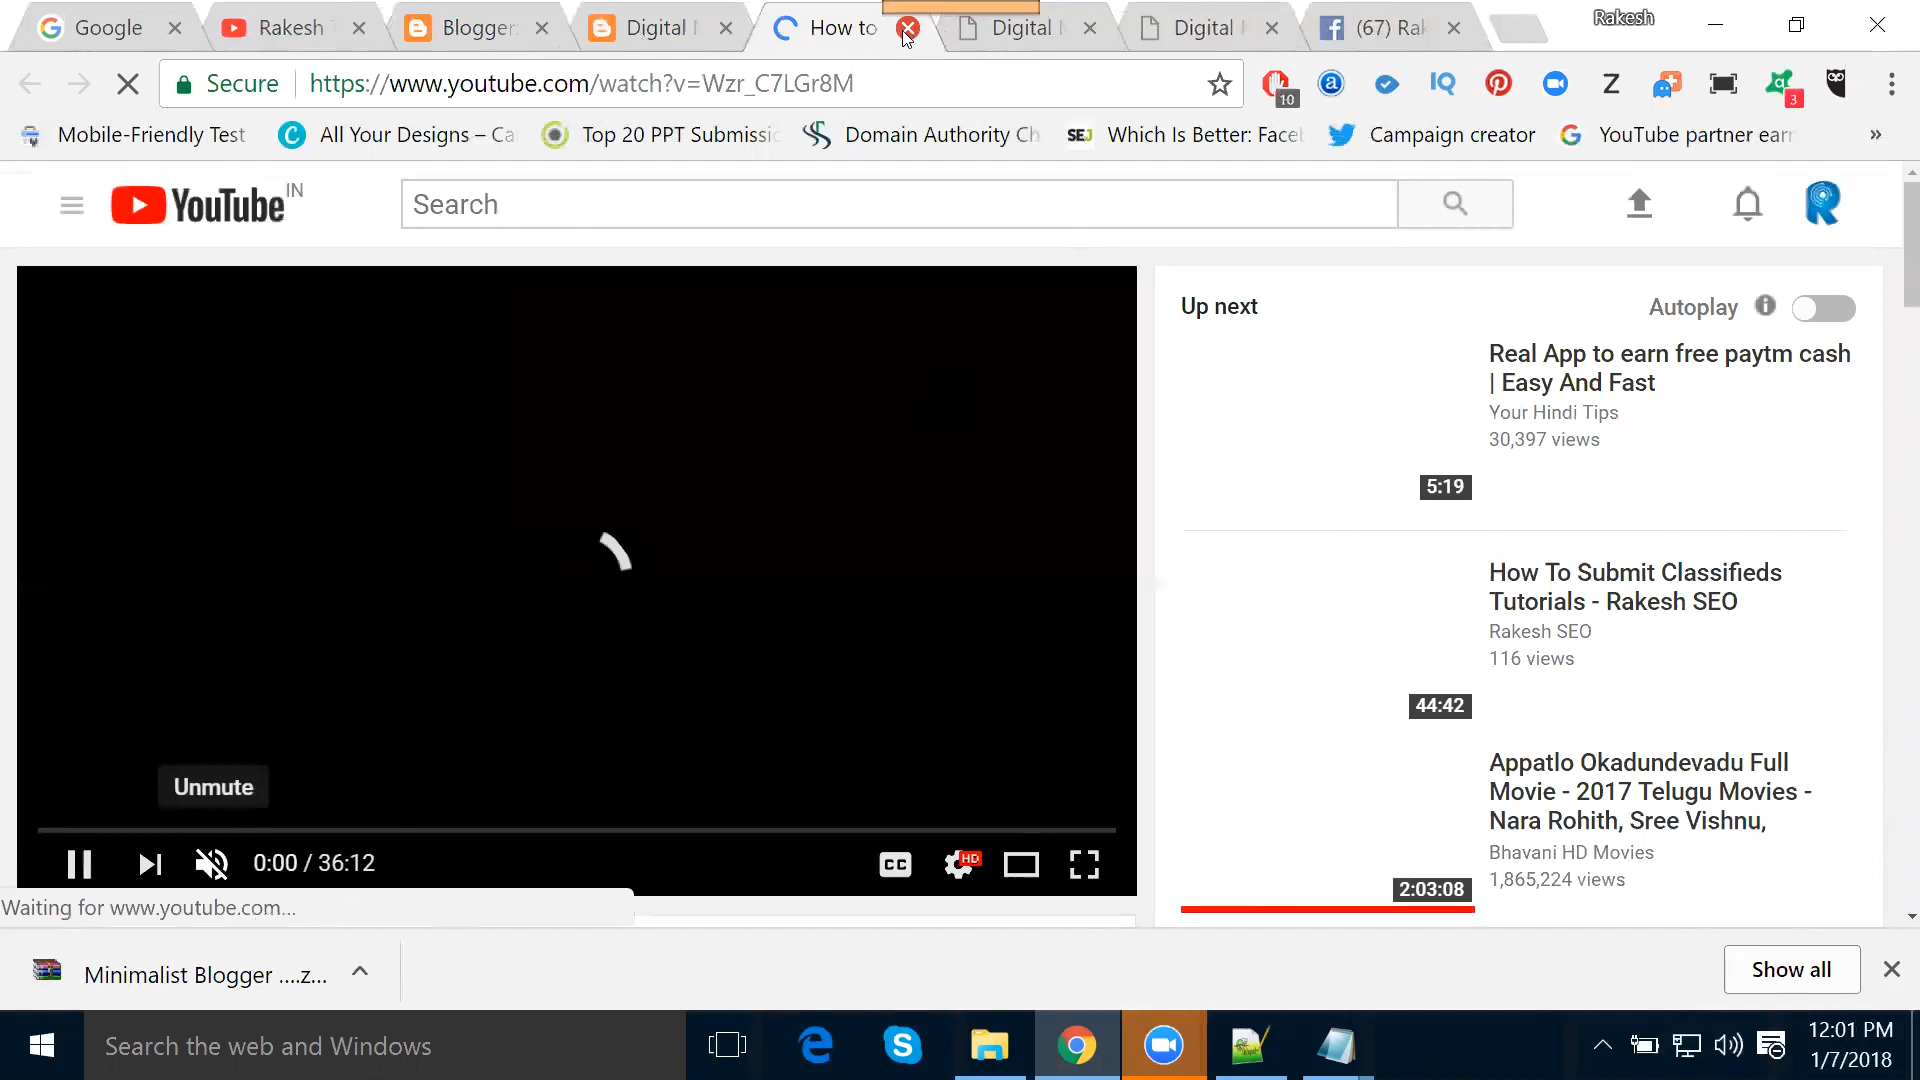 Google
Rakesh
Blogger
Digital
How to
Digital
Digital
(67) Rak
Rakesh
Secure
https://www.youtube.com/watch?v=Wzr_C7LGr8M
10
IQ
Z
3
Mobile-Friendly Test
All Your Designs – Ca
Top 20 PPT Submissic
Domain Authority Ch
SEJ
Which Is Better: Facel
Campaign creator
YouTube partner earn
»
YouTube IN
Search
Up next
Autoplay
Real App to earn free paytm cash
| Easy And Fast
Your Hindi Tips
30,397 views
5:19
How To Submit Classifieds
Tutorials - Rakesh SEO
Rakesh SEO
116 views
44:42
Appatlo Okadundevadu Full
Movie - 2017 Telugu Movies -
Nara Rohith, Sree Vishnu,
Bhavani HD Movies
1,865,224 views
2:03:08
Unmute
0:00 / 36:12
CC
HD
Waiting for www.youtube.com...
Minimalist Blogger ....z...
Show all
Search the web and Windows
12:01 PM
1/7/2018